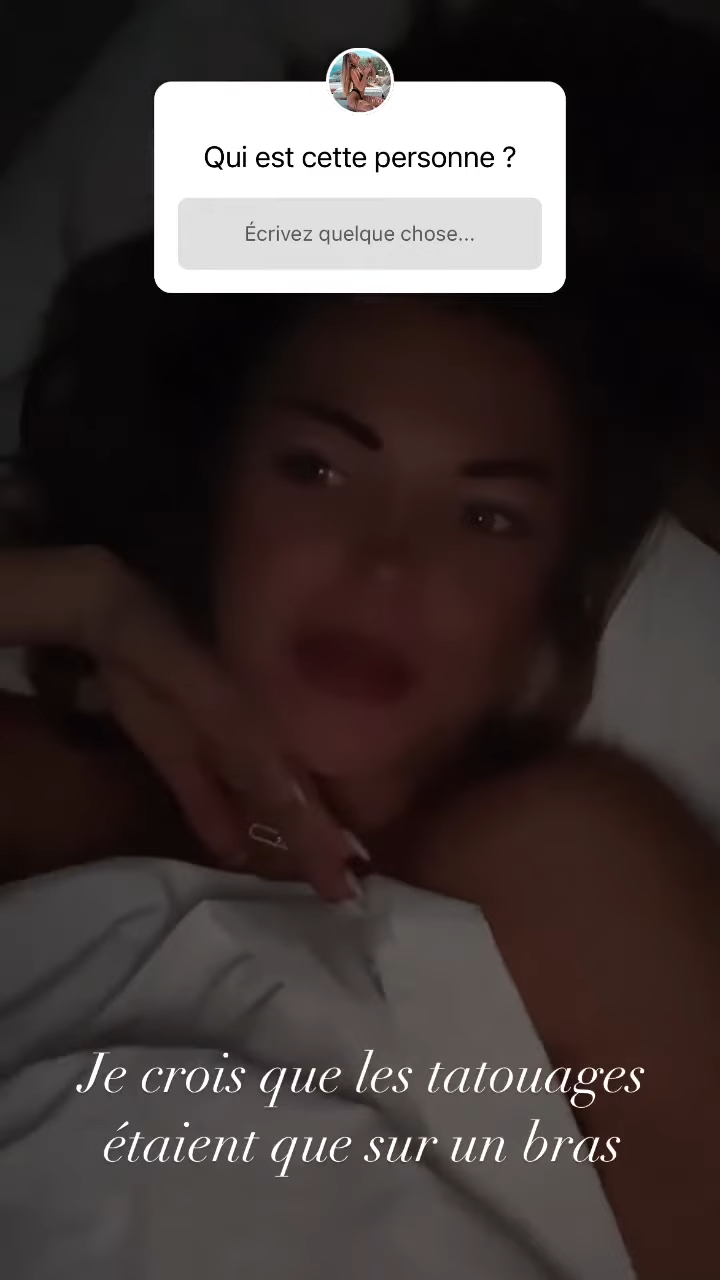 Qui est cette personne ?
Écrivez quelque chose...
Je crois que les tatouages
étaient que sur un bras